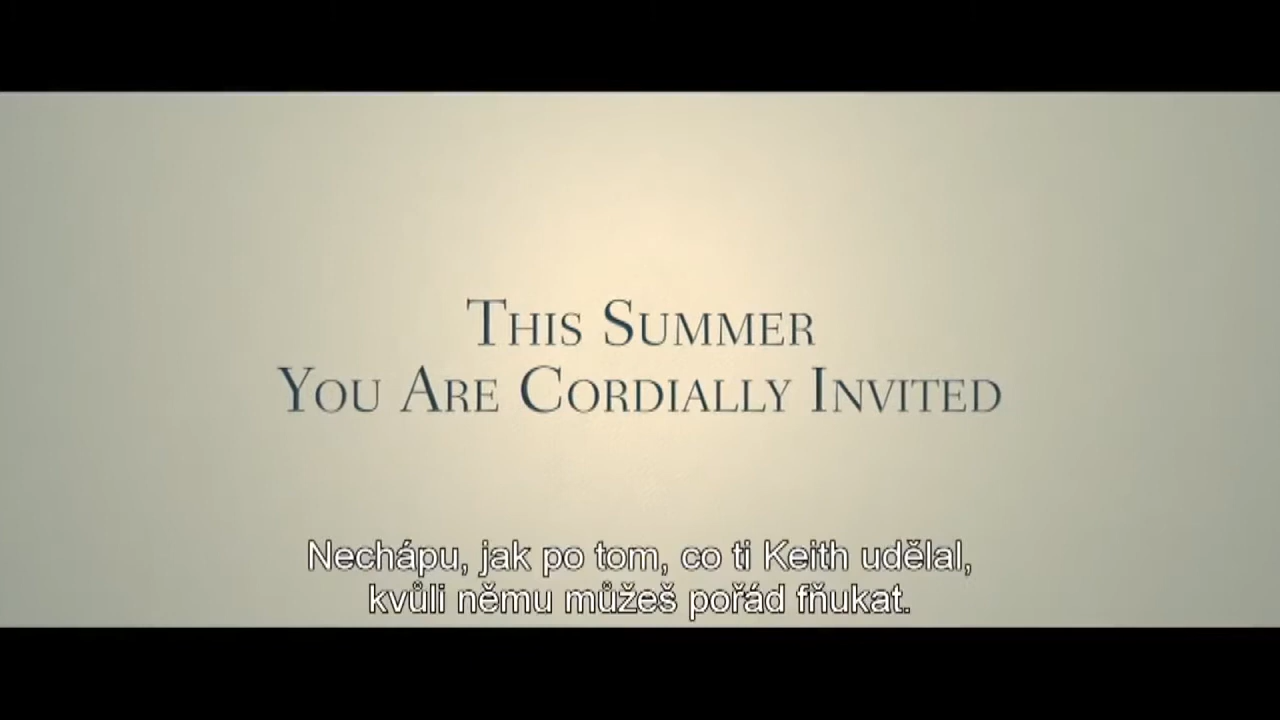 This Summer
You Are Cordially Invited
Nechápu, jak po tom, co ti Keith udělal,
kvůli němu můžeš pořád fňukat.